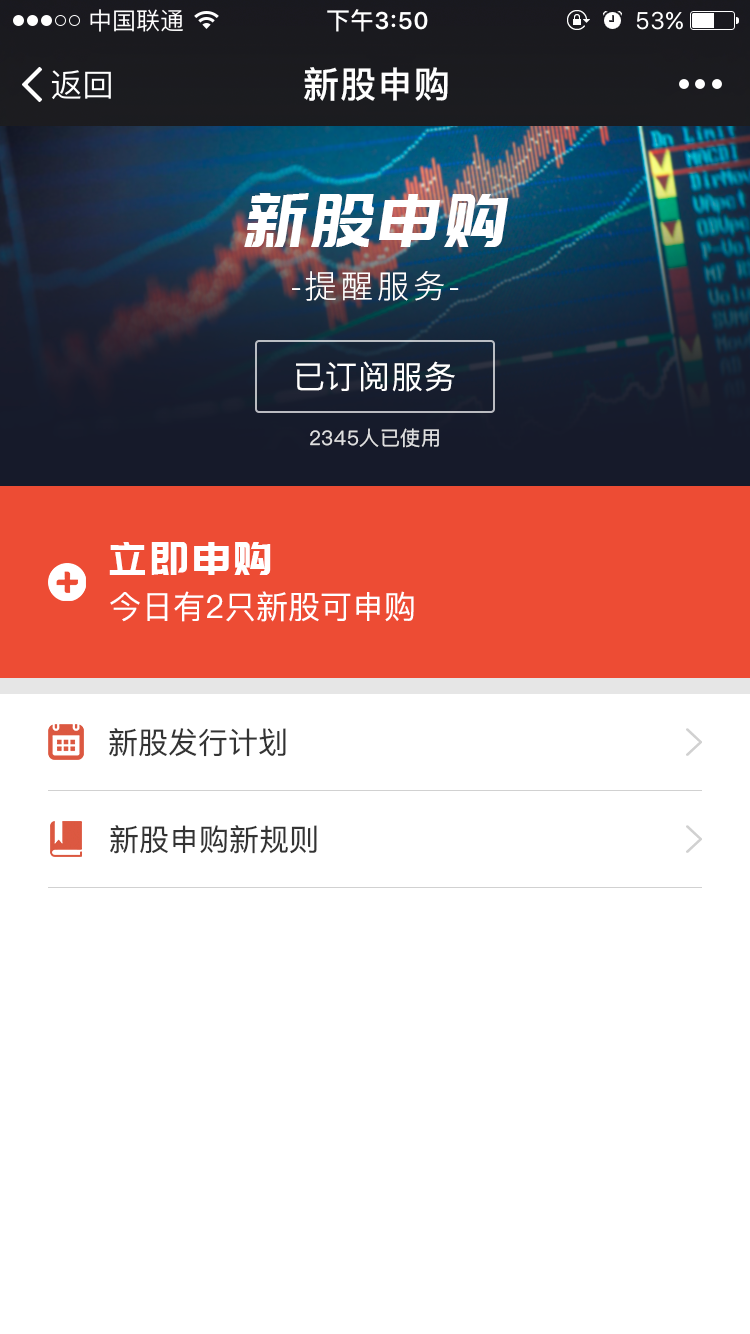 中国联通 下午3:50 53%
返回 新股申购
Do Limit
MACDI
新股申购
-提醒服务-
已订阅服务
2345人已使用
立即申购
今日有2只新股可申购
新股发行计划
新股申购新规则